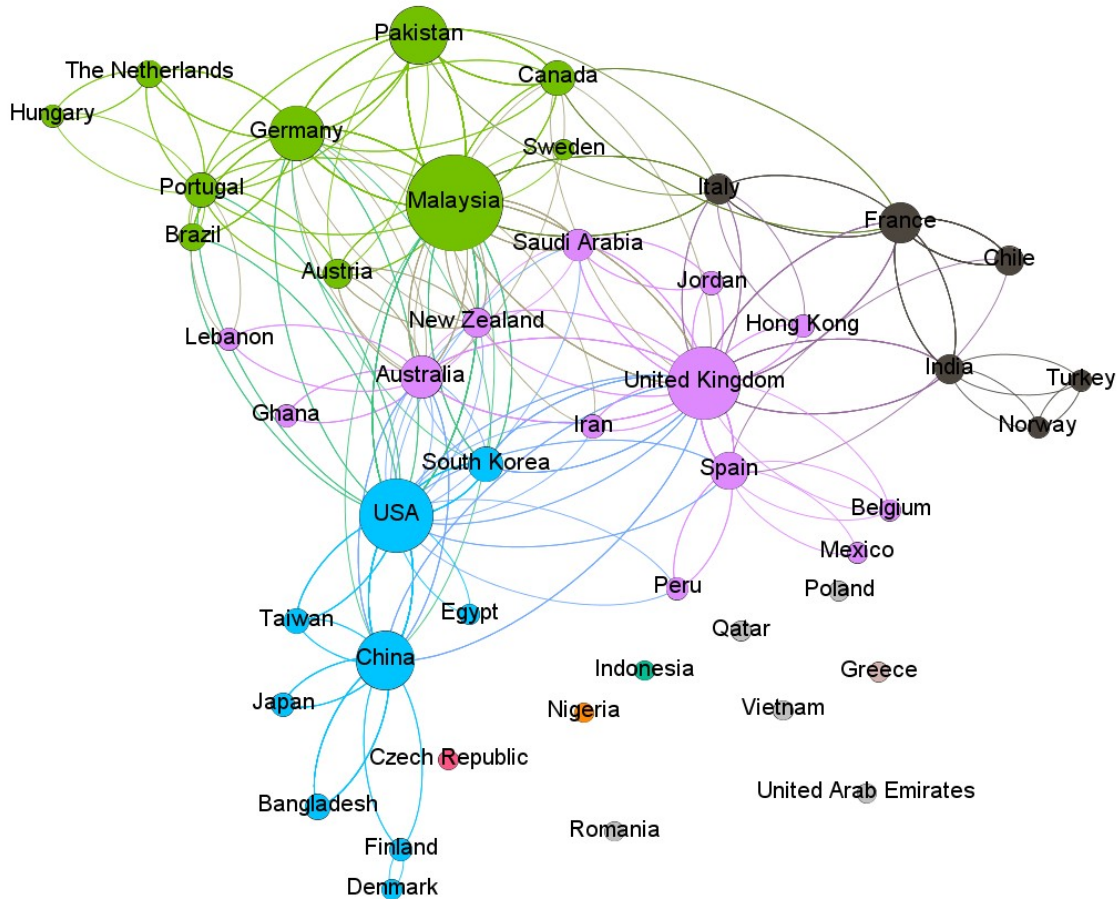 Pakistan
The Netherlands
Canada
Hungary
Germany
Sweden
Portugal
Malaysia
Italy
Brazil
France
Saudi Arabia
Chile
Austria
Jordan
Lebanon
New Zealand
Hong Kong
Australia
United Kingdom
India
Turkey
Ghana
Iran
Norway
South Korea
Spain
USA
Belgium
Mexico
Taiwan
Egypt
Peru
Poland
Qatar
China
Indonesia
Greece
Japan
Nigeria
Vietnam
Czech Republic
Bangladesh
United Arab Emirates
Romania
Finland
Denmark